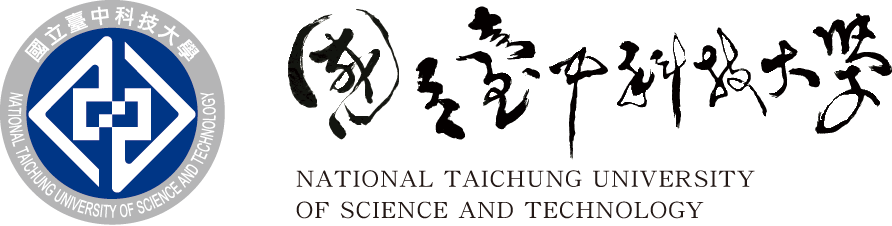 國立臺中科技大學
NATIONAL TAICHUNG UNIVERSITY OF SCIENCE AND TECHNOLOGY
國立臺中科技大學
NATIONAL TAICHUNG UNIVERSITY
OF SCIENCE AND TECHNOLOGY